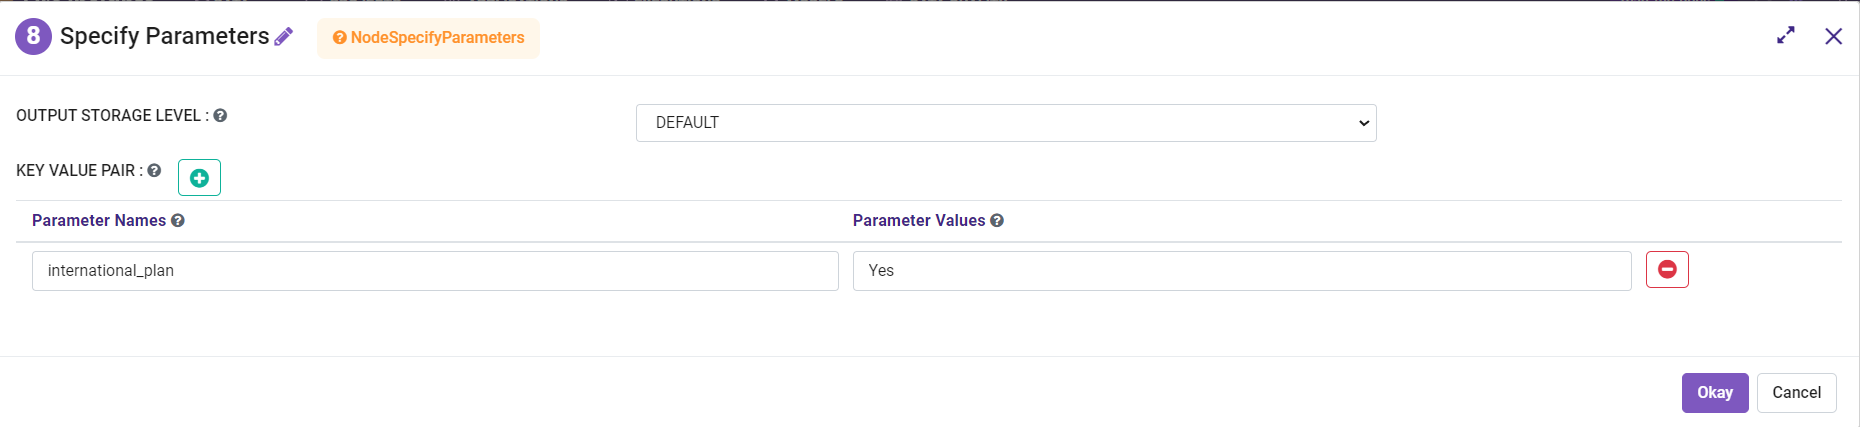 8 Specify Parameters NodeSpecifyParameters
OUTPUT STORAGE LEVEL : DEFAULT
KEY VALUE PAIR :
Parameter Names Parameter Values
international_plan Yes
Okay Cancel